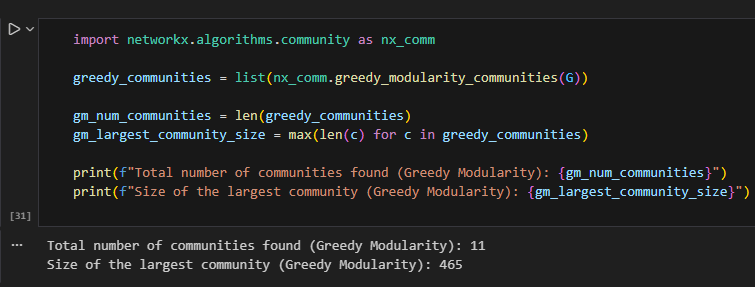 import networkx.algorithms.community as nx_comm
greedy_communities = list(nx_comm.greedy_modularity_communities(G))
gm_num_communities = len(greedy_communities)
gm_largest_community_size = max(len(c) for c in greedy_communities)
print(f"Total number of communities found (Greedy Modularity): {gm_num_communities}")
print(f"Size of the largest community (Greedy Modularity): {gm_largest_community_size}")
[31]
... Total number of communities found (Greedy Modularity): 11
Size of the largest community (Greedy Modularity): 465